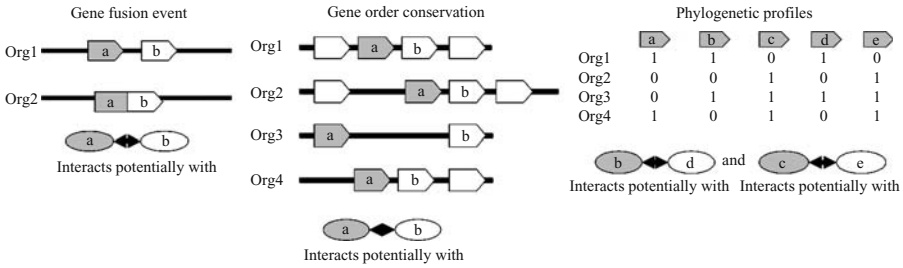 Gene fusion event
Org1
a b
Org2
a b
a b
Interacts potentially with
Gene order conservation
Org1
a b
Org2
a b
Org3
a b
Org4
a b
a b
Interacts potentially with
Phylogenetic profiles
a b c d e
Org1 1 1 0 1 0
Org2 0 0 1 0 1
Org3 0 1 1 1 1
Org4 1 0 1 0 1
b d and c e
Interacts potentially with Interacts potentially with